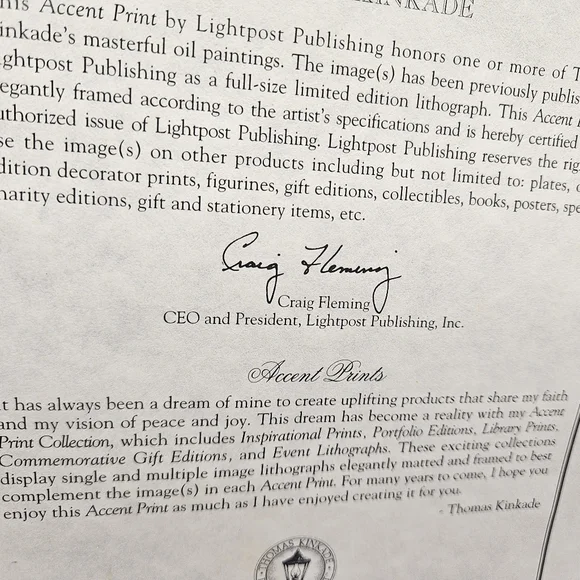 KINKADE
his Accent Print by Lightpost Publishing honors one or more of T
inkade's masterful oil paintings. The image(s) has been previously publis
ightpost Publishing as a full-size limited edition lithograph. This Accent
egantly framed according to the artist's specifications and is hereby certified
uthorized issue of Lightpost Publishing. Lightpost Publishing reserves the rig
se the image(s) on other products including but not limited to: plates,
dition decorator prints, figurines, gift editions, collectibles, books, posters, spe
harity editions, gift and stationery items, etc.
Craig Fleming
Craig Fleming
CEO and President, Lightpost Publishing, Inc.
Accent Prints
t has always been a dream of mine to create uplifting products that share my faith
and my vision of peace and joy. This dream has become a reality with my Accent
Print Collection, which includes Inspirational Prints, Portfolio Editions, Library Prints,
Commemorative Gift Editions, and Event Lithographs. These exciting collections
display single and multiple image lithographs elegantly matted and framed to best
complement the image(s) in each Accent Print. For many years to come, I hope you
enjoy this Accent Print as much as I have enjoyed creating it for you.
- Thomas Kinkade
THOMAS KINKADE